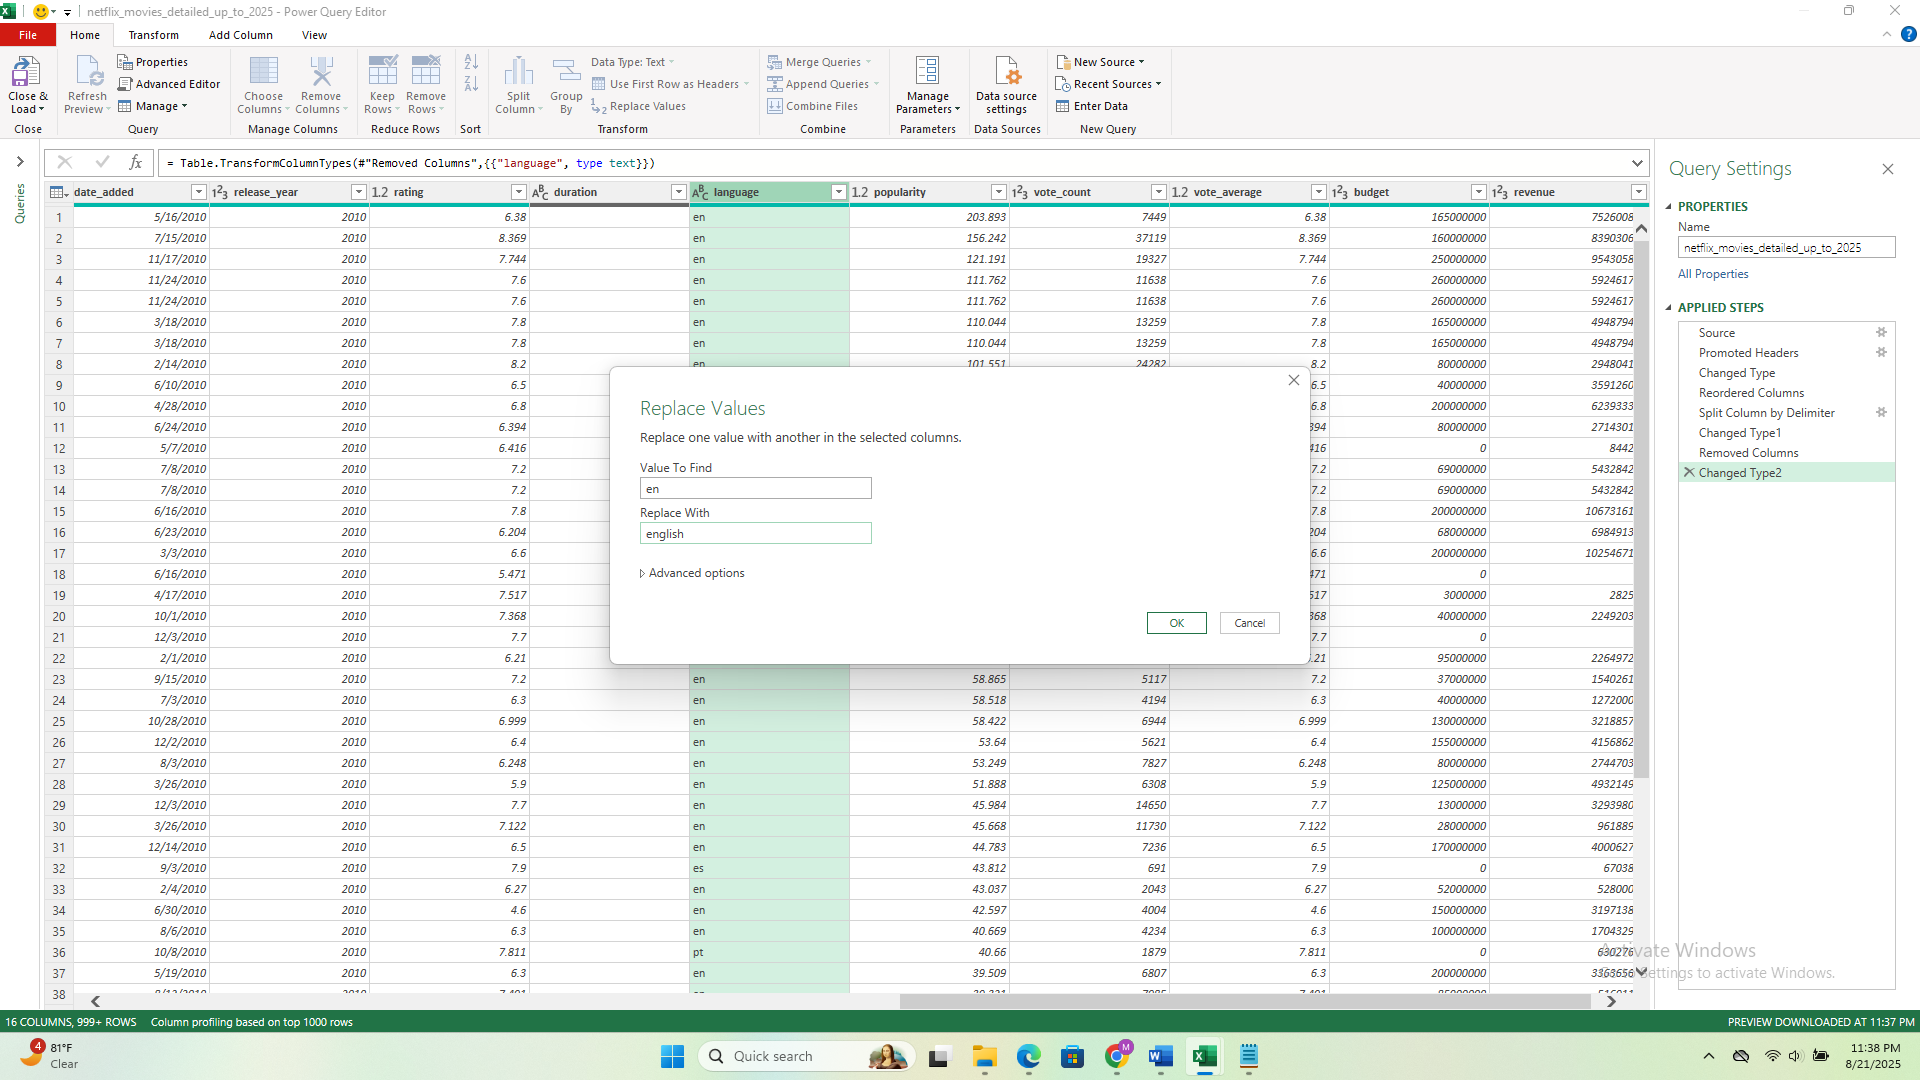 netflix_movies_detailed_up_to_2025 - Power Query Editor
File Home Transform Add Column View
Close & Load
Close
Refresh Preview
Properties
Advanced Editor
Manage
Query
Choose Columns
Remove Columns
Manage Columns
Keep Rows
Remove Rows
Reduce Rows
Sort
Split Column
Group By
Data Type: Text
Use First Row as Headers
Replace Values
Transform
Merge Queries
Append Queries
Combine Files
Combine
Manage Parameters
Parameters
Data source settings
Data Sources
New Source
Recent Sources
Enter Data
New Query
Queries
fx = Table.TransformColumnTypes(#"Removed Columns",{{"language", type text}})
date_added 123 release_year 1.2 rating ABC duration ABC language 1.2 popularity 123 vote_count 1.2 vote_average 123 budget 123 revenue
1 5/16/2010 2010 6.38 en 203.893 7449 6.38 165000000 7526008
2 7/15/2010 2010 8.369 en 156.242 37119 8.369 160000000 8390306
3 11/17/2010 2010 7.744 en 121.191 19327 7.744 250000000 9543058
4 11/24/2010 2010 7.6 en 111.762 11638 7.6 260000000 5924617
5 11/24/2010 2010 7.6 en 111.762 11638 7.6 260000000 5924617
6 3/18/2010 2010 7.8 en 110.044 13259 7.8 165000000 4948794
7 3/18/2010 2010 7.8 en 110.044 13259 7.8 165000000 4948794
8 2/14/2010 2010 8.2 en 101.551 24282 8.2 80000000 2948041
9 6/10/2010 2010 6.5 6.5 40000000 3591260
10 4/28/2010 2010 6.8 6.8 200000000 6239333
11 6/24/2010 2010 6.394 394 80000000 2714301
12 5/7/2010 2010 6.416 416 0 8442
13 7/8/2010 2010 7.2 7.2 69000000 5432842
14 7/8/2010 2010 7.2 7.2 69000000 5432842
15 6/16/2010 2010 7.8 7.8 200000000 10673161
16 6/23/2010 2010 6.204 204 68000000 6984913
17 3/3/2010 2010 6.6 6.6 200000000 10254671
18 6/16/2010 2010 5.471 471 0
19 4/17/2010 2010 7.517 517 3000000 2825
20 10/1/2010 2010 7.368 368 40000000 2249203
21 12/3/2010 2010 7.7 7.7 0
22 2/1/2010 2010 6.21 .21 95000000 2264972
23 9/15/2010 2010 7.2 en 58.865 5117 7.2 37000000 1540261
24 7/3/2010 2010 6.3 en 58.518 4194 6.3 40000000 1272000
25 10/28/2010 2010 6.999 en 58.422 6944 6.999 130000000 3218857
26 12/2/2010 2010 6.4 en 53.64 5621 6.4 155000000 4156862
27 8/3/2010 2010 6.248 en 53.249 7827 6.248 80000000 2744703
28 3/26/2010 2010 5.9 en 51.888 6308 5.9 125000000 4932149
29 12/3/2010 2010 7.7 en 45.984 14650 7.7 13000000 3293980
30 3/26/2010 2010 7.122 en 45.668 11730 7.122 28000000 961889
31 12/14/2010 2010 6.5 en 44.783 7236 6.5 170000000 4000627
32 9/3/2010 2010 7.9 es 43.812 691 7.9 0 67038
33 2/4/2010 2010 6.27 en 43.037 2043 6.27 52000000 528000
34 6/30/2010 2010 4.6 en 42.597 4004 4.6 150000000 3197138
35 8/6/2010 2010 6.3 en 40.669 4234 6.3 100000000 1704329
36 10/8/2010 2010 7.811 pt 40.66 1879 7.811 0 630276
37 5/19/2010 2010 6.3 en 39.509 6807 6.3 200000000 3363656
38
Replace Values
Replace one value with another in the selected columns.
Value To Find
en
Replace With
english
Advanced options
OK Cancel
Query Settings
PROPERTIES
Name
netflix_movies_detailed_up_to_2025
All Properties
APPLIED STEPS
Source
Promoted Headers
Changed Type
Reordered Columns
Split Column by Delimiter
Changed Type1
Removed Columns
Changed Type2
Activate Windows
Settings to activate Windows.
16 COLUMNS, 999+ ROWS Column profiling based on top 1000 rows PREVIEW DOWNLOADED AT 11:37 PM
4
81°F
Clear
Quick search
M
11:38 PM
8/21/2025